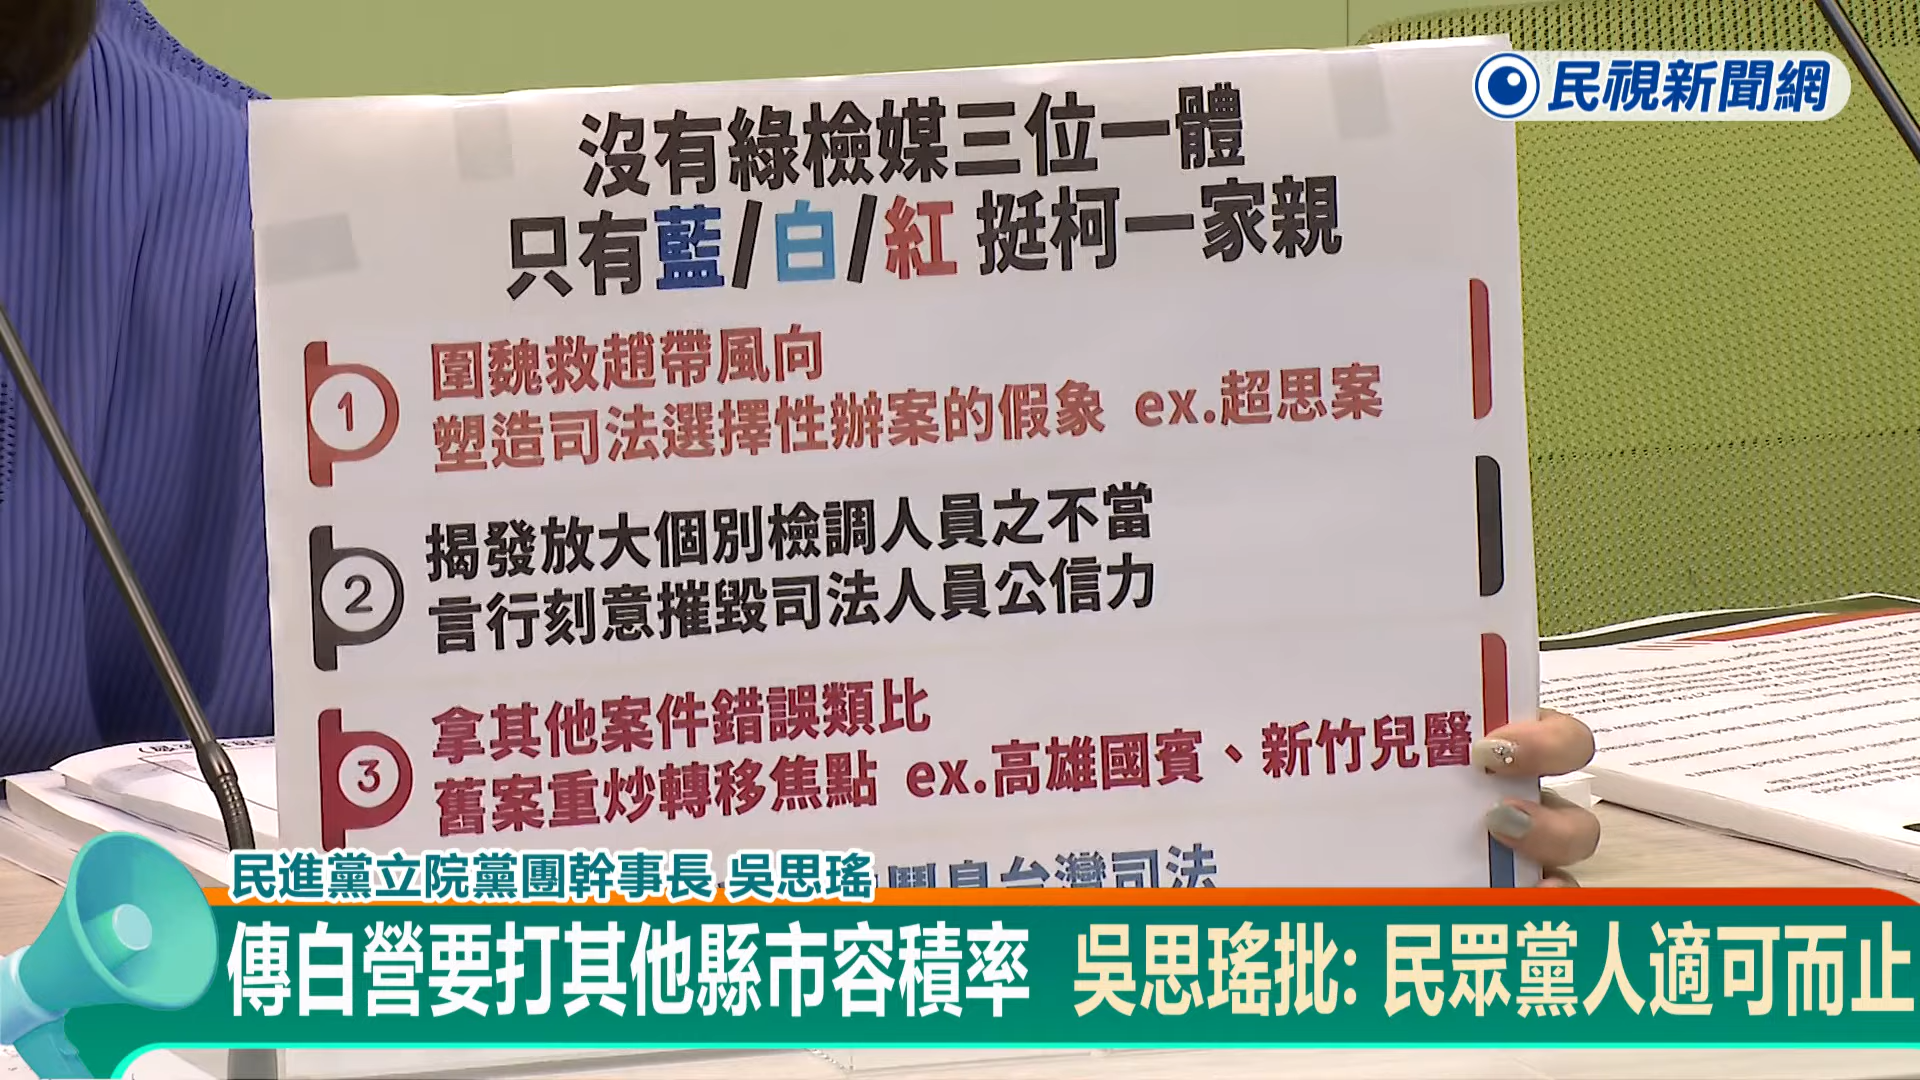 民視新聞網
沒有綠檢媒三位一體
只有藍/白/紅 挺柯一家親
1
圍魏救趙帶風向
塑造司法選擇性辦案的假象 ex.超思案
2
揭發放大個別檢調人員之不當
言行刻意摧毀司法人員公信力
3
拿其他案件錯誤類比
舊案重炒轉移焦點 ex.高雄國賓、新竹兒醫
台灣司法
民進黨立院黨團幹事長 吳思瑤
傳白營要打其他縣市容積率 吳思瑤批: 民眾黨人適可而止